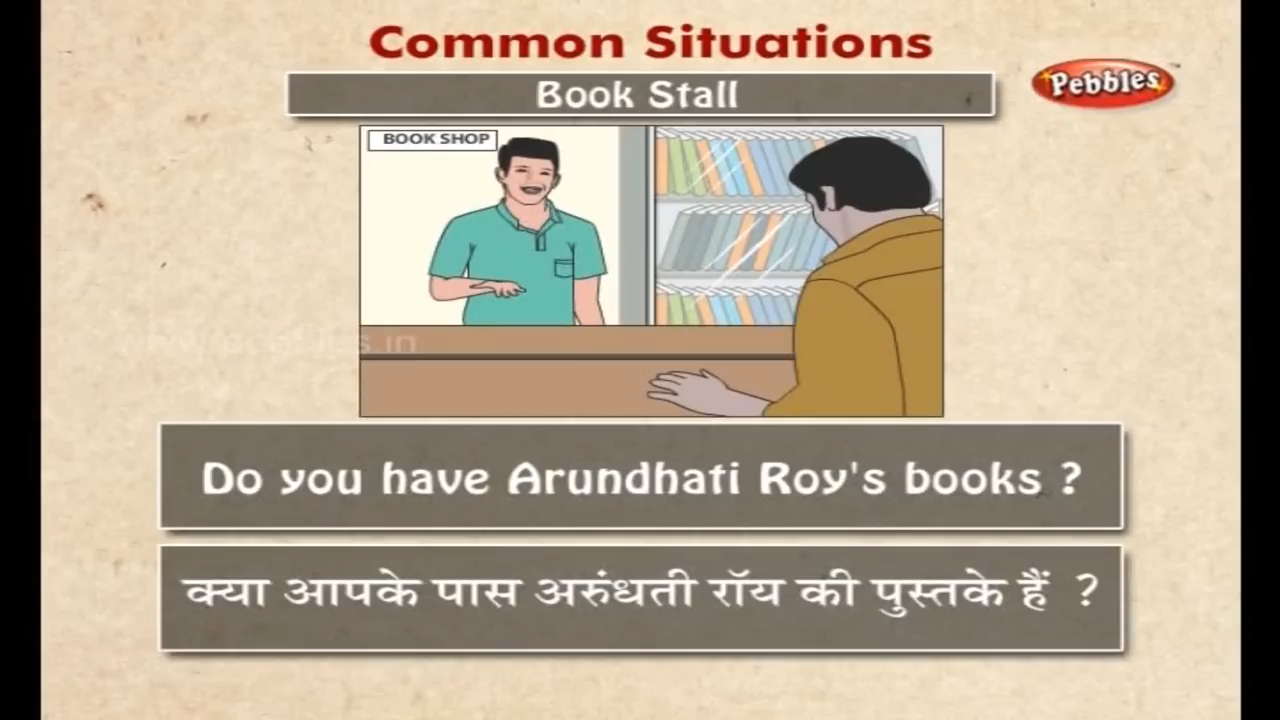 Common Situations
Book Stall
Pebbles
BOOK SHOP
Do you have Arundhati Roy's books ?
क्या आपके पास अरुंधती रॉय की पुस्तके हैं ?